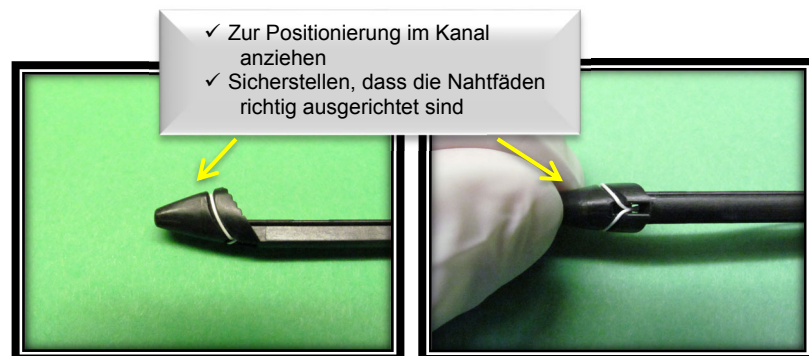 ✓ Zur Positionierung im Kanal
anziehen
✓ Sicherstellen, dass die Nahtfäden
richtig ausgerichtet sind